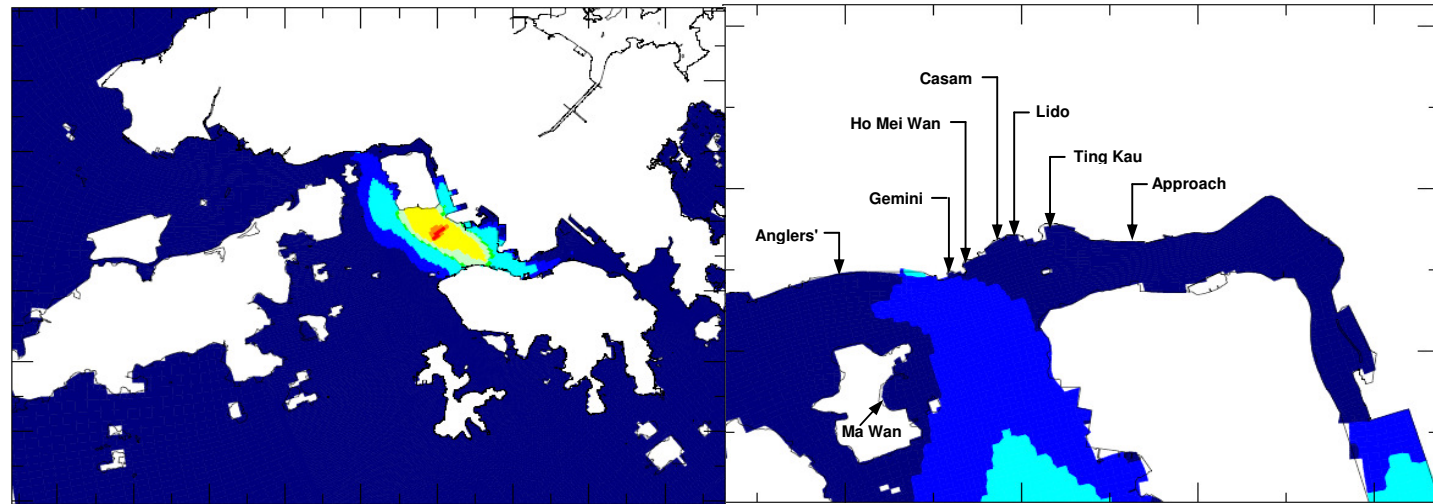 Casam
Lido
Ho Mei Wan
Ting Kau
Approach
Gemini
Anglers'
Ma Wan